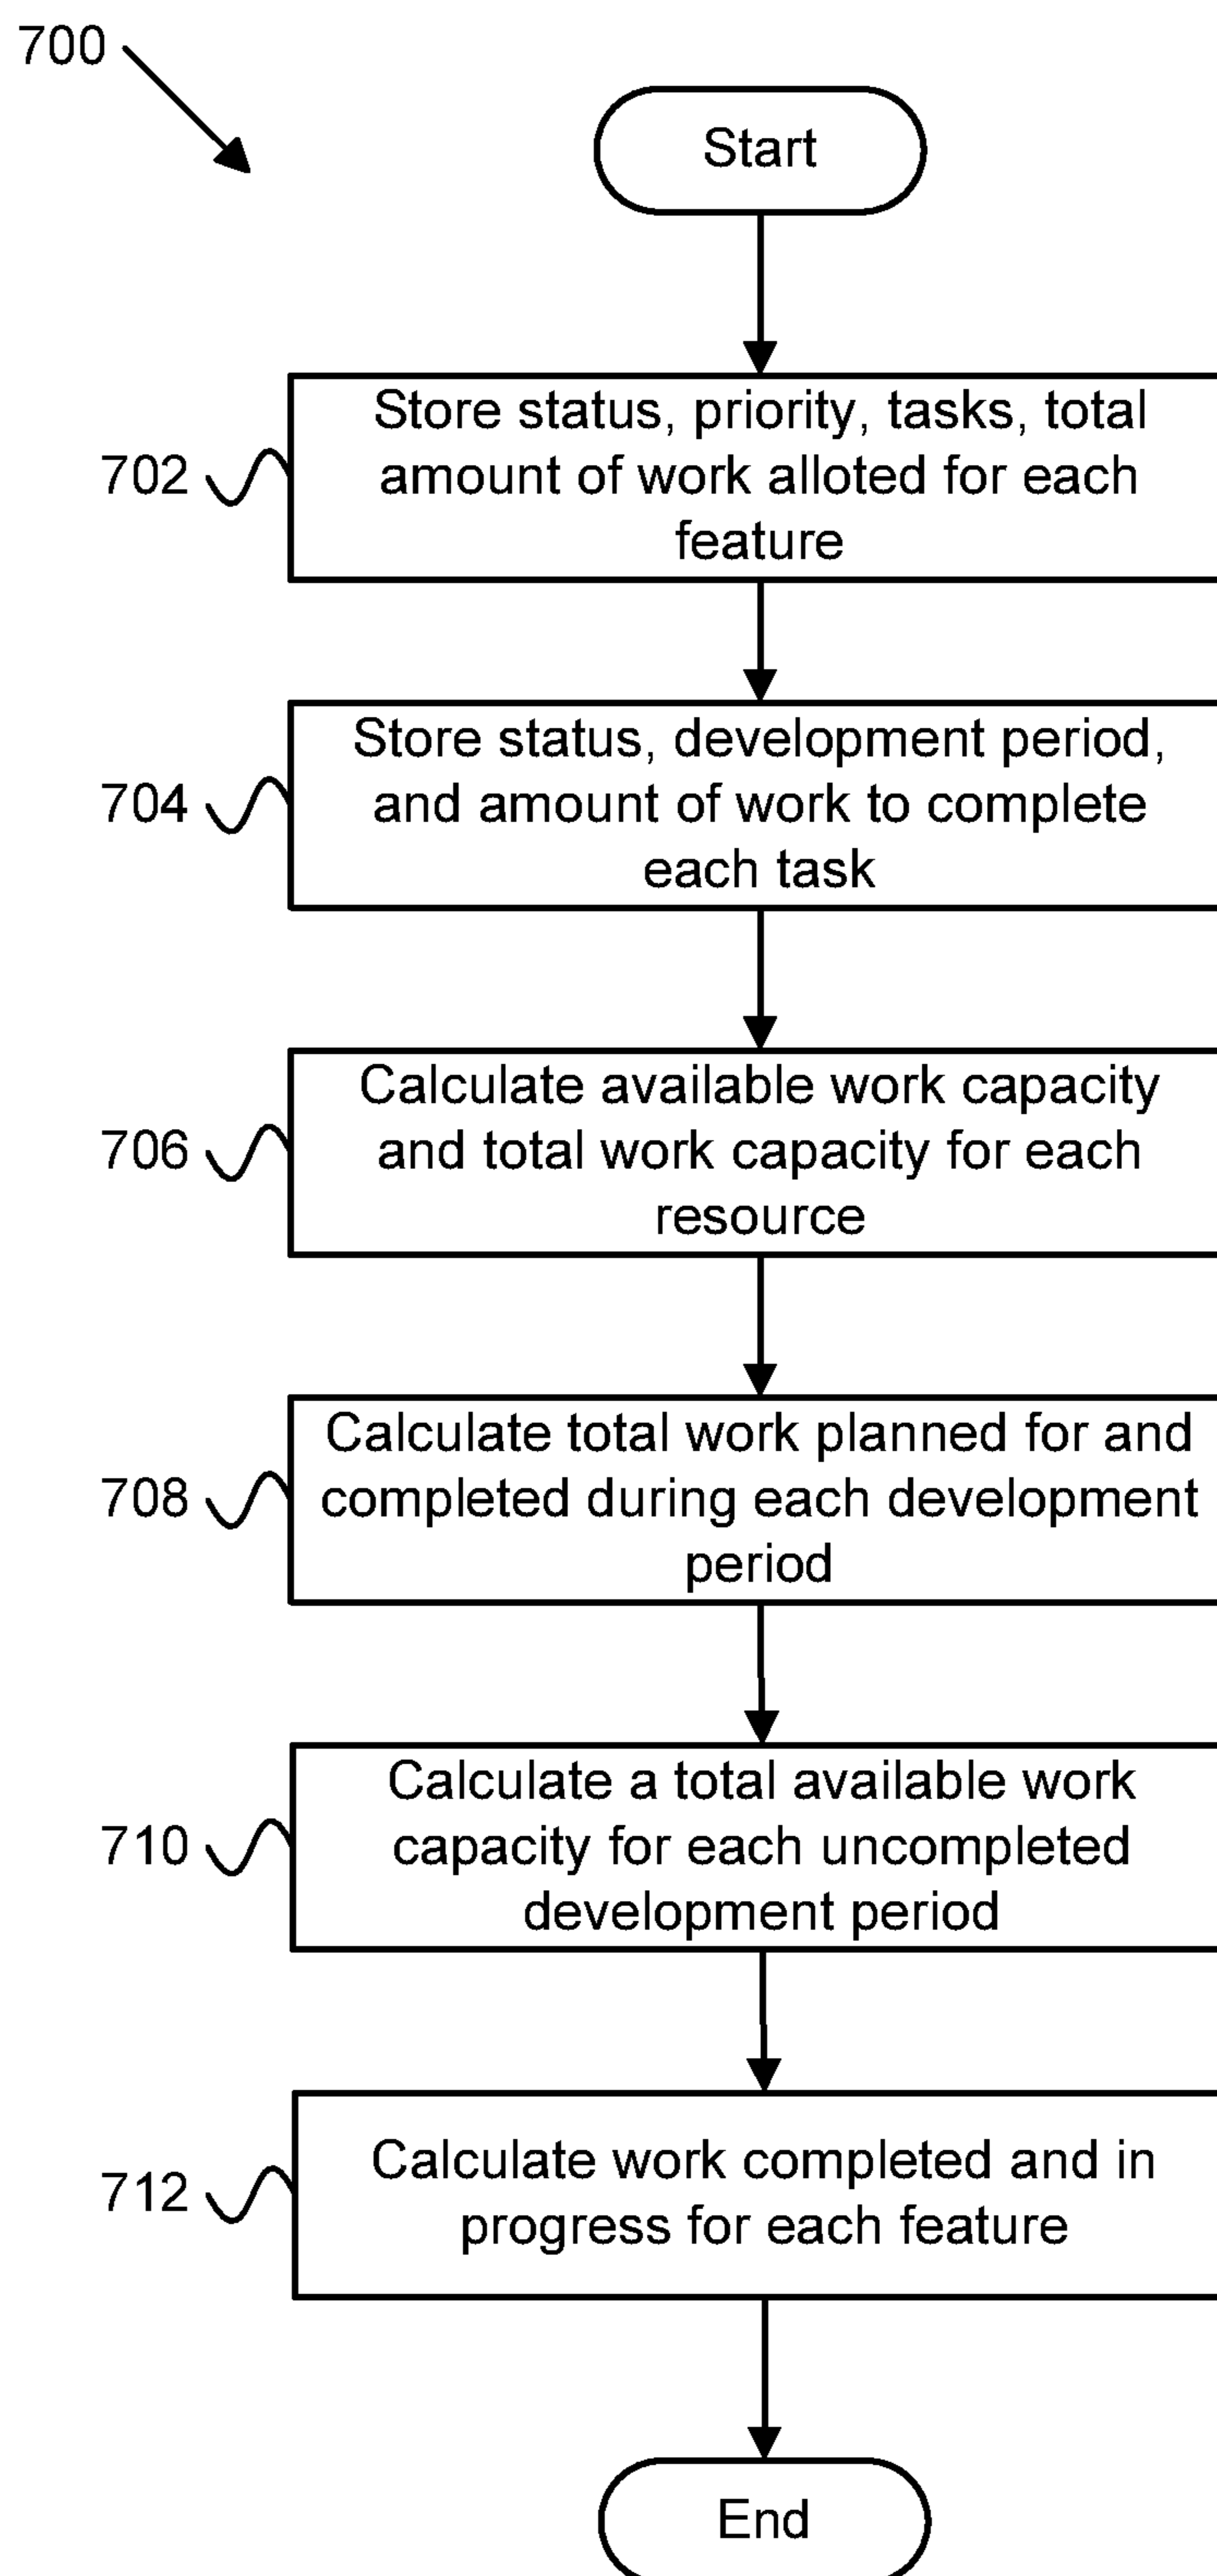 700
Start
702
Store status, priority, tasks, total
amount of work alloted for each
feature
704
Store status, development period,
and amount of work to complete
each task
706
Calculate available work capacity
and total work capacity for each
resource
708
Calculate total work planned for and
completed during each development
period
710
Calculate a total available work
capacity for each uncompleted
development period
712
Calculate work completed and in
progress for each feature
End